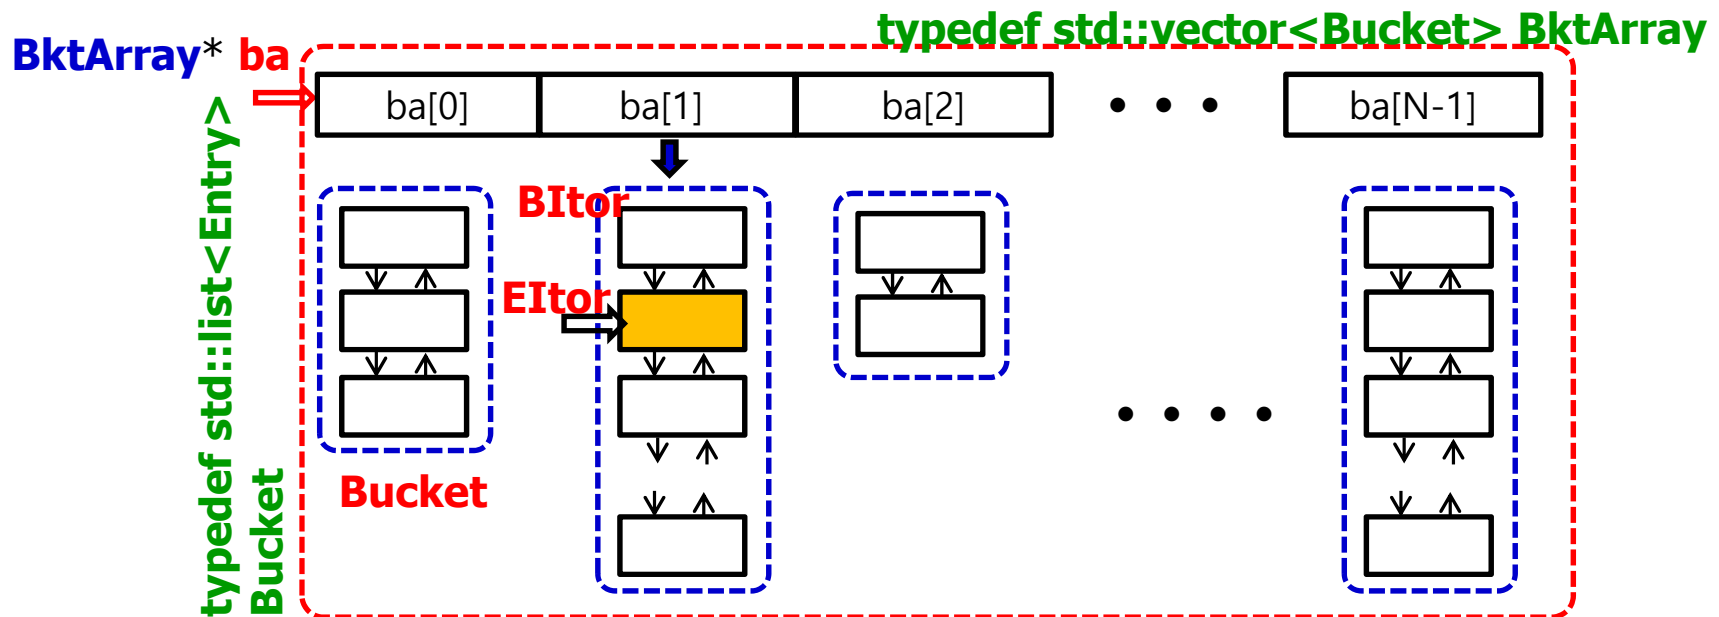 typedef std::vector<Bucket> BktArray
BktArray* ba
ba[0]
ba[1]
ba[2]
• • •
ba[N-1]
typedef std::list<Entry>
Bucket
BItor
EItor
Bucket
• • • •